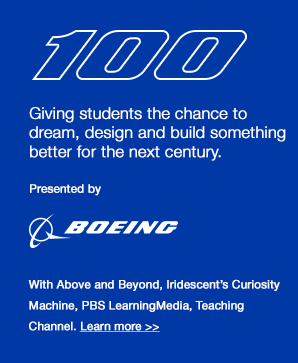 100
Giving students the chance to
dream, design and build something
better for the next century.
Presented by
BOEING
With Above and Beyond, Iridescent's Curiosity
Machine, PBS LearningMedia, Teaching
Channel. Learn more >>